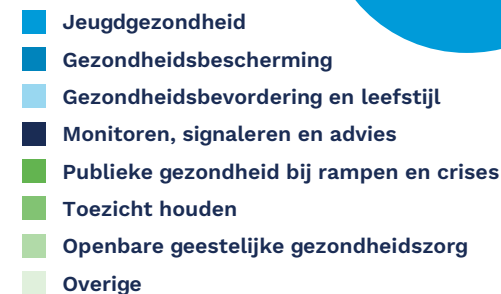 Jeugdgezondheid
Gezondheidsbescherming
Gezondheidsbevordering en leefstijl
Monitoren, signaleren en advies
Publieke gezondheid bij rampen en crises
Toezicht houden
Openbare geestelijke gezondheidszorg
Overige